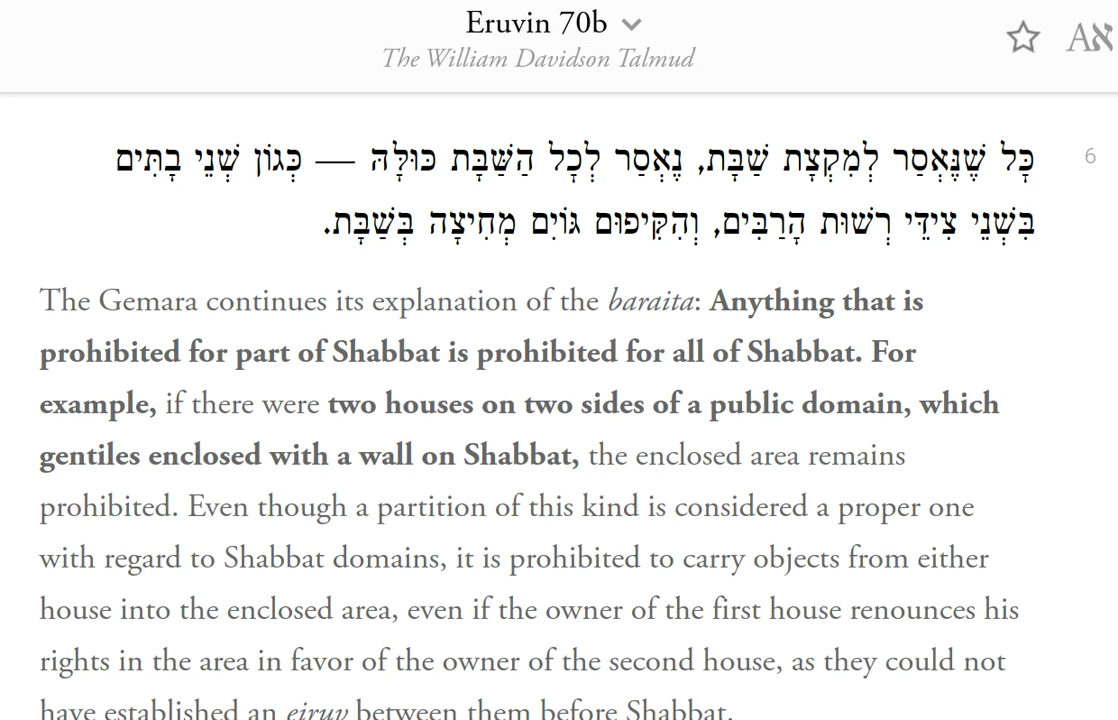 Eruvin 70b
The William Davidson Talmud
Aא
כׇּל שֶׁנֶּאְסַר לְמִקְצָת שַׁבָּת, נֶאְסַר לְכׇל הַשַּׁבָּת כּוּלָּהּ — כְּגוֹן שְׁנֵי בָתִּים
6
בִּשְׁנֵי צִידֵּי רְשׁוּת הָרַבִּים, וְהִקִּיפוּם גּוֹיִם מְחִיצָה בְּשַׁבָּת.
The Gemara continues its explanation of the baraita: Anything that is
prohibited for part of Shabbat is prohibited for all of Shabbat. For
example, if there were two houses on two sides of a public domain, which
gentiles enclosed with a wall on Shabbat, the enclosed area remains
prohibited. Even though a partition of this kind is considered a proper one
with regard to Shabbat domains, it is prohibited to carry objects from either
house into the enclosed area, even if the owner of the first house renounces his
rights in the area in favor of the owner of the second house, as they could not
have established an eiruv between them before Shabbat.